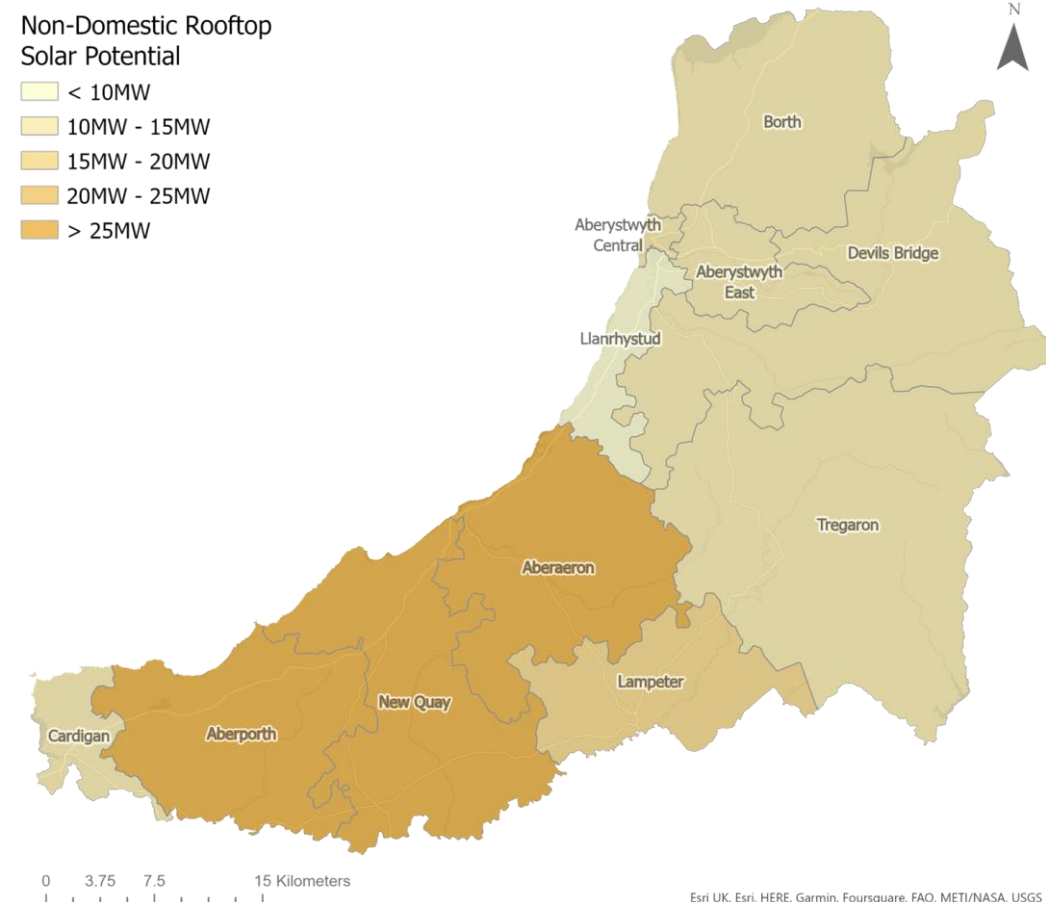 Non-Domestic Rooftop
Solar Potential
< 10MW
10MW - 15MW
15MW - 20MW
20MW - 25MW
> 25MW
N
Borth
Aberystwyth
Central
Devils Bridge
Aberystwyth
East
Llanrhystud
Tregaron
Aberaeron
Lampeter
New Quay
Cardigan
Aberporth
0 3.75 7.5 15 Kilometers
Esri UK, Esri, HERE, Garmin, Foursquare, FAO, METI/NASA, USGS